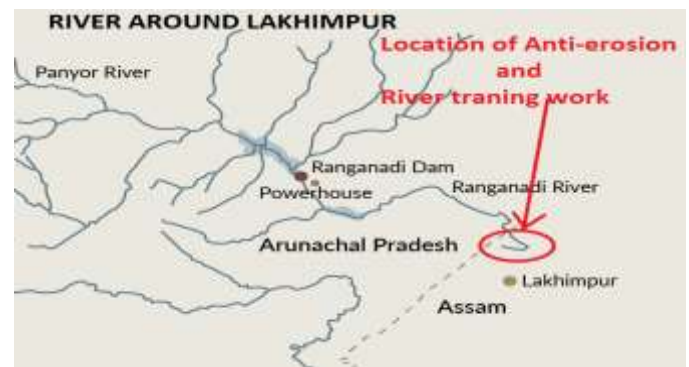 RIVER AROUND LAKHIMPUR
Location of Anti-erosion
and
River traning work
Panyor River
Ranganadi Dam
Powerhouse
Ranganadi River
Arunachal Pradesh
Lakhimpur
Assam